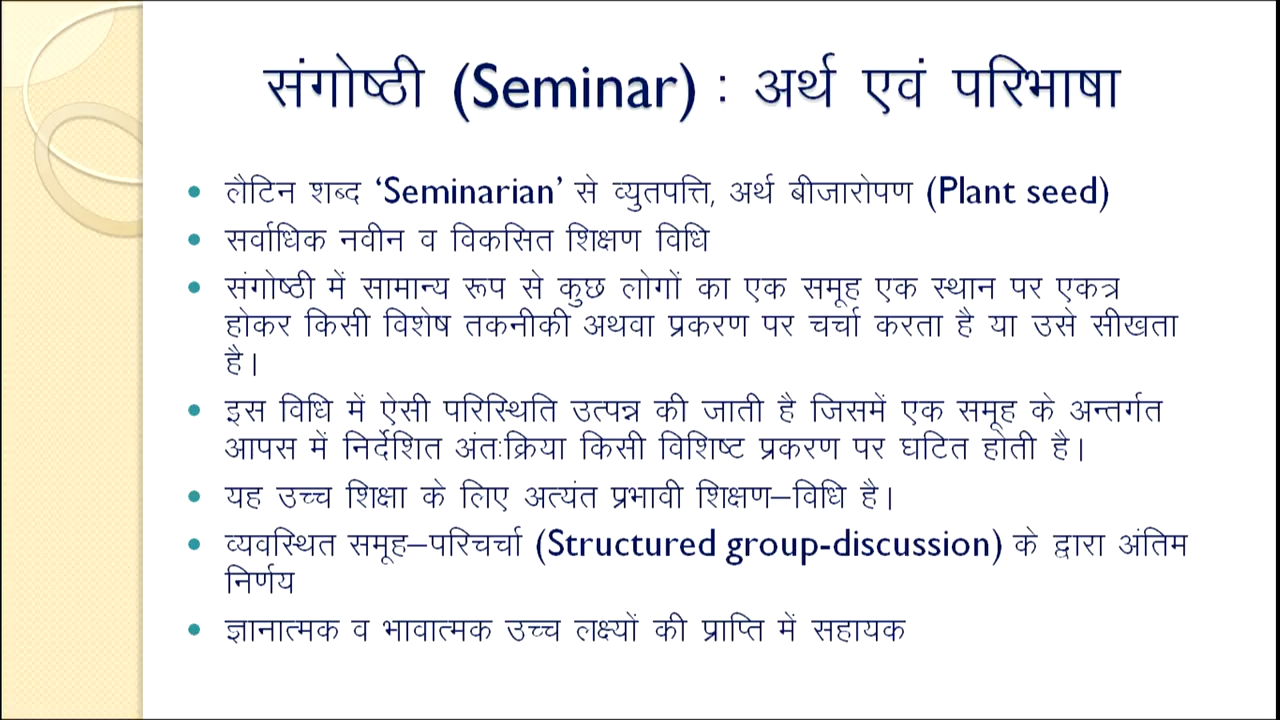 संगोष्ठी (Seminar) : अर्थ एवं परिभाषा
• लैटिन शब्द ‘Seminarian’ से व्युतपत्ति, अर्थ बीजारोपण (Plant seed)
• सर्वाधिक नवीन व विकसित शिक्षण विधि
• संगोष्ठी में सामान्य रूप से कुछ लोगों का एक समूह एक स्थान पर एकत्र
होकर किसी विशेष तकनीकी अथवा प्रकरण पर चर्चा करता है या उसे सीखता
है।
• इस विधि में ऐसी परिस्थिति उत्पन्न की जाती है जिसमें एक समूह के अन्तर्गत
आपस में निर्देशित अंतःक्रिया किसी विशिष्ट प्रकरण पर घटित होती है।
• यह उच्च शिक्षा के लिए अत्यंत प्रभावी शिक्षण–विधि है।
• व्यवस्थित समूह–परिचर्चा (Structured group-discussion) के द्वारा अंतिम
निर्णय
• ज्ञानात्मक व भावात्मक उच्च लक्ष्यों की प्राप्ति में सहायक